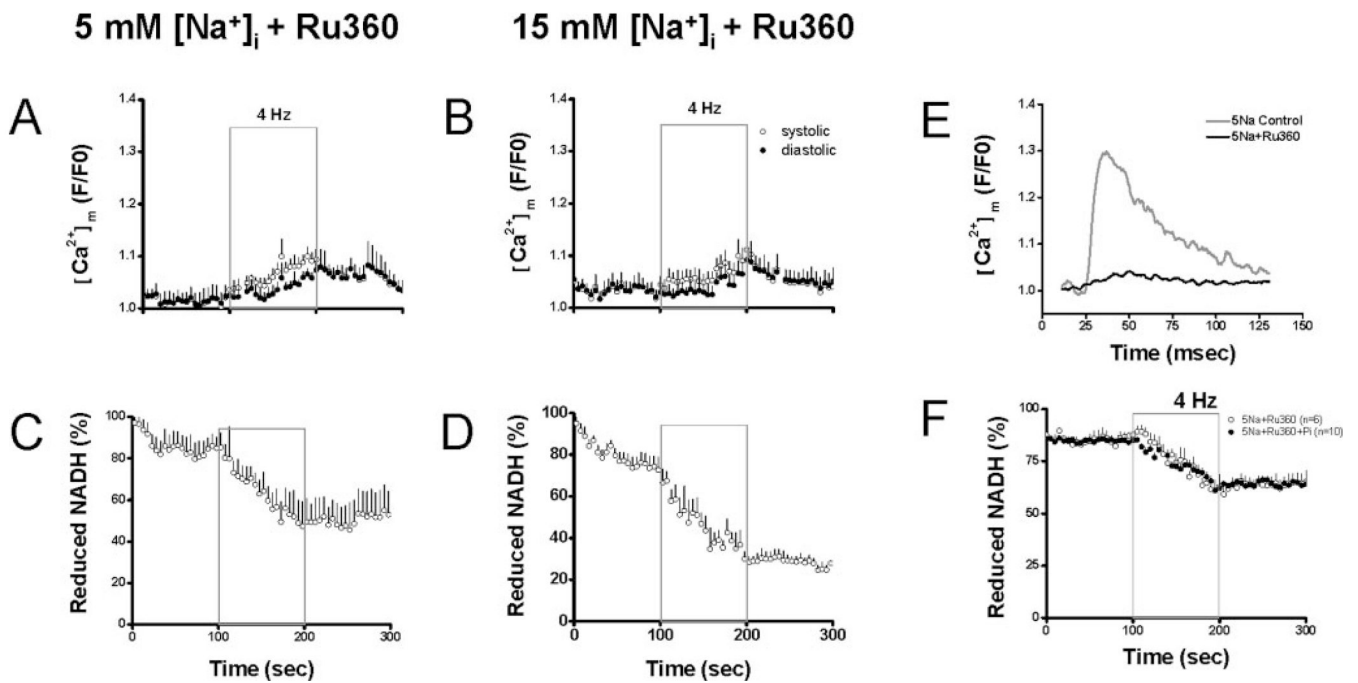 5 mM [Na⁺]ᵢ + Ru360
15 mM [Na⁺]ᵢ + Ru360
A
[Ca²⁺]ₘ (F/F0)
1.4
1.3
1.2
1.1
1.0
4 Hz
B
[Ca²⁺]ₘ (F/F0)
1.4
1.3
1.2
1.1
1.0
4 Hz
systolic
diastolic
E
[Ca²⁺]ₘ (F/F0)
1.4
1.3
1.2
1.1
1.0
5Na Control
5Na+Ru360
0 25 50 75 100 125 150
Time (msec)
C
Reduced NADH (%)
100
80
60
40
20
0
0 100 200 300
Time (sec)
D
Reduced NADH (%)
100
80
60
40
20
0
0 100 200 300
Time (sec)
F
Reduced NADH (%)
100
75
50
25
0
4 Hz
5Na+Ru360 (n=6)
5Na+Ru360+Pi (n=10)
0 100 200 300
Time (sec)